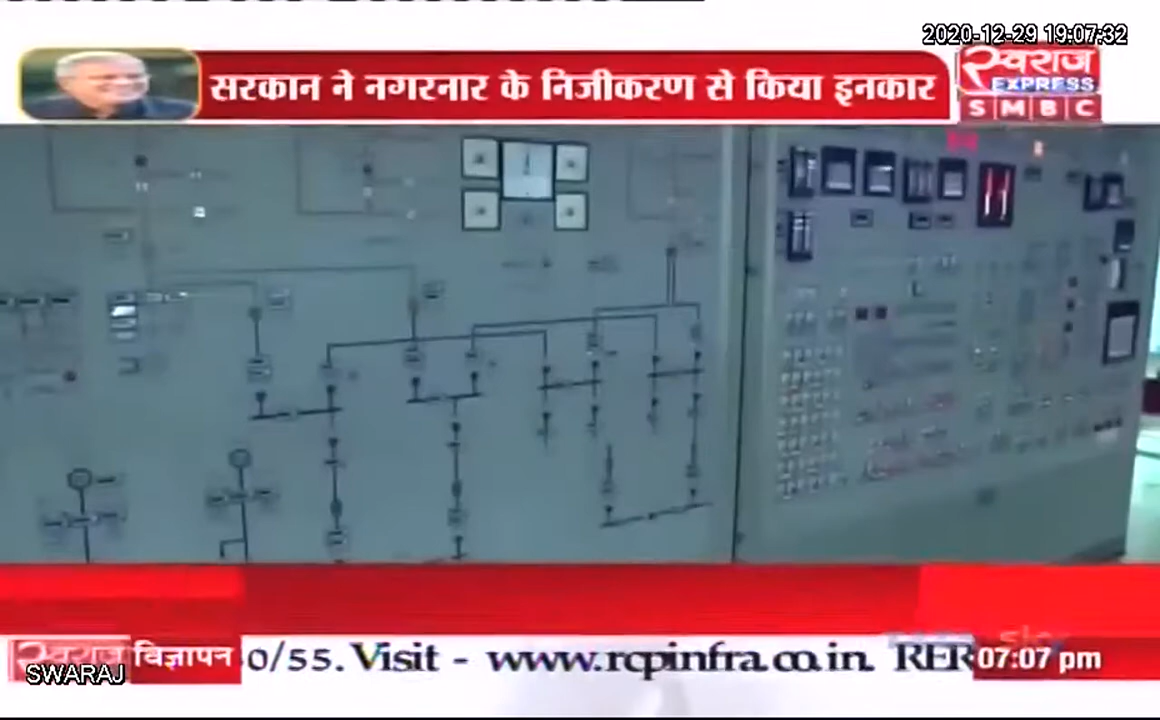 2020-12-29 19:07:32
सरकान ने नगरनार के निजीकरण से किया इनकार
स्वराज
EXPRESS
SMBC
स्वराज विज्ञापन 0/55. Visit - www.rcpinfra.co.in. RER 07:07 pm
SWARAJ